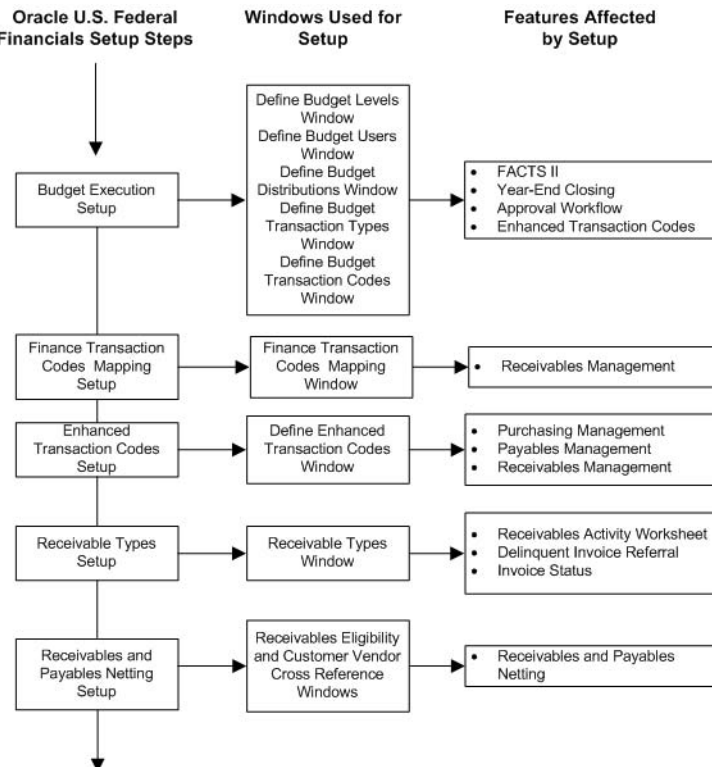 Oracle U.S. Federal
Financials Setup Steps
Windows Used for
Setup
Features Affected
by Setup
Budget Execution
Setup
Define Budget Levels
Window
Define Budget Users
Window
Define Budget
Distributions Window
Define Budget
Transaction Types
Window
Define Budget
Transaction Codes
Window
• FACTS II
• Year-End Closing
• Approval Workflow
• Enhanced Transaction Codes
Finance Transaction
Codes Mapping
Setup
Finance Transaction
Codes Mapping
Window
• Receivables Management
Enhanced
Transaction Codes
Setup
Define Enhanced
Transaction Codes
Window
• Purchasing Management
• Payables Management
• Receivables Management
Receivable Types
Setup
Receivable Types
Window
• Receivables Activity Worksheet
• Delinquent Invoice Referral
• Invoice Status
Receivables and
Payables Netting
Setup
Receivables Eligibility
and Customer Vendor
Cross Reference
Windows
• Receivables and Payables
Netting